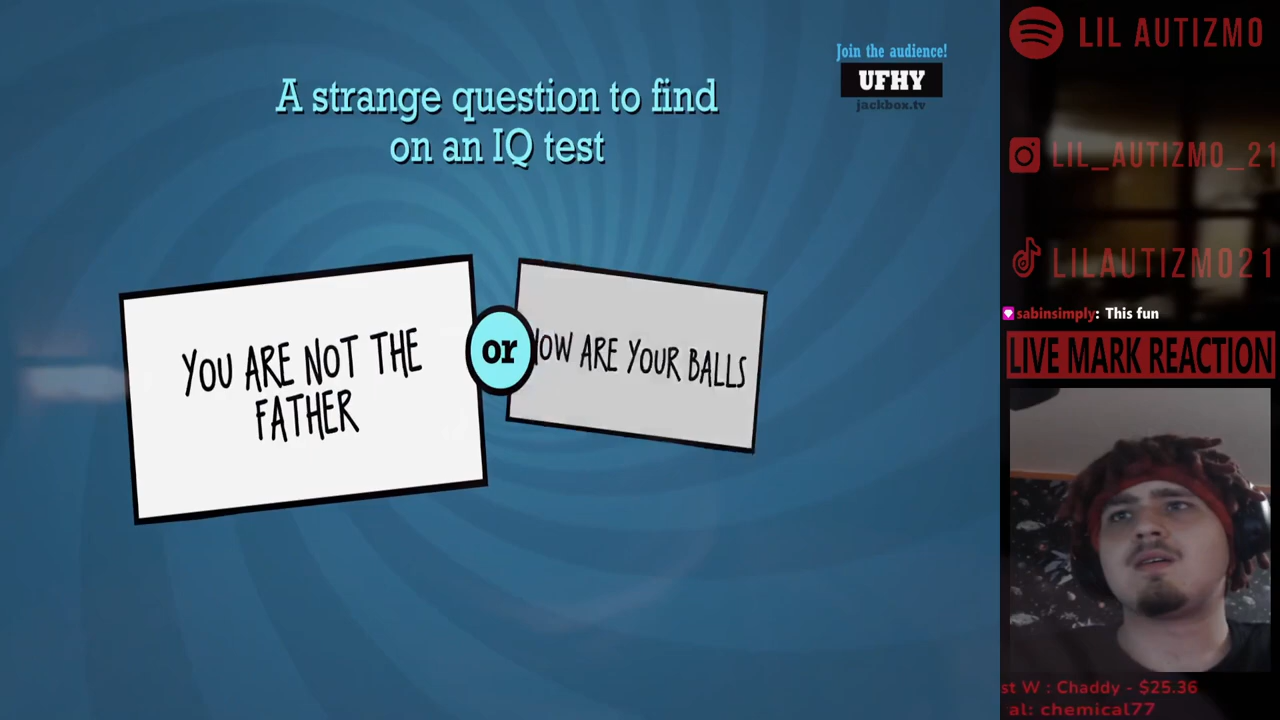 Join the audience!
UFHY
jackbox.tv
A strange question to find
on an IQ test
YOU ARE NOT THE
FATHER
or
HOW ARE YOUR BALLS
LIL AUTIZMO
LIL_AUTIZMO_21
LILAUTIZMO21
sabinsimply: This fun
LIVE MARK REACTION
st W : Chaddy - $25.36
al: chemical77